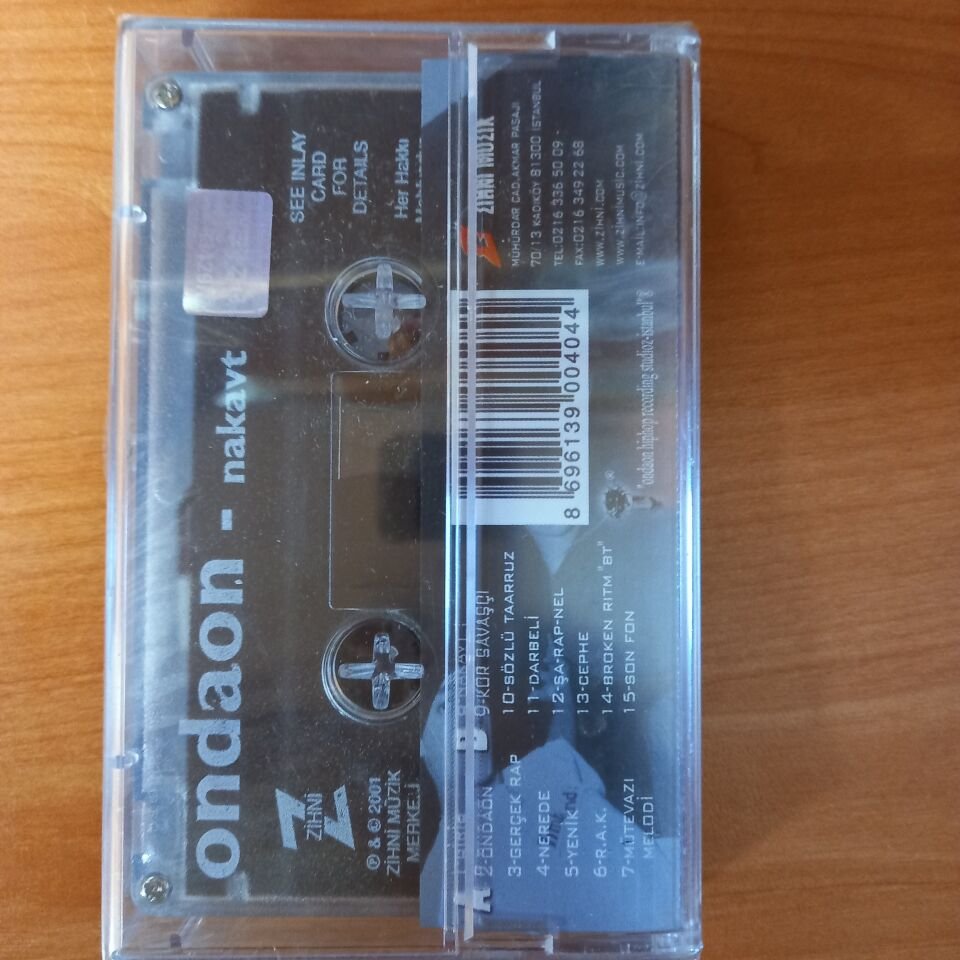 ondaon - nakavt
SEE INLAY
CARD
FOR
DETAILS
Her Hakkı
ZİHNİ
℗ & © 2001
ZİHNİ MÜZİK
MERKEZİ
A
2-ONDAON
3-GERÇEK RAP
4-NEREDE
5-YENİK
6-R.A.K.
7-MÜTEVAZI
MELODİ
B
9-KOR SAVAŞÇI
10-SÖZLÜ TAARRUZ
11-DARBELİ
12-ŞA-RAP-NEL
13-CEPHE
14-BROKEN RITM "BT"
15-SON FON
8 696139 004044
"ondaon hiphop recording studioz-istanbul"®
ZİHNİ MÜZİK
MÜHÜRDAR CAD.AKMAR PASAJI
70/13 KADIKÖY 81300 ISTANBUL
TEL:0216 336 50 09
FAX:0216 349 22 68
WWW.ZİHNİ.COM
WWW.ZİHNİMUSIC.COM
E-MAIL:INFO@ZİHNİ.COM